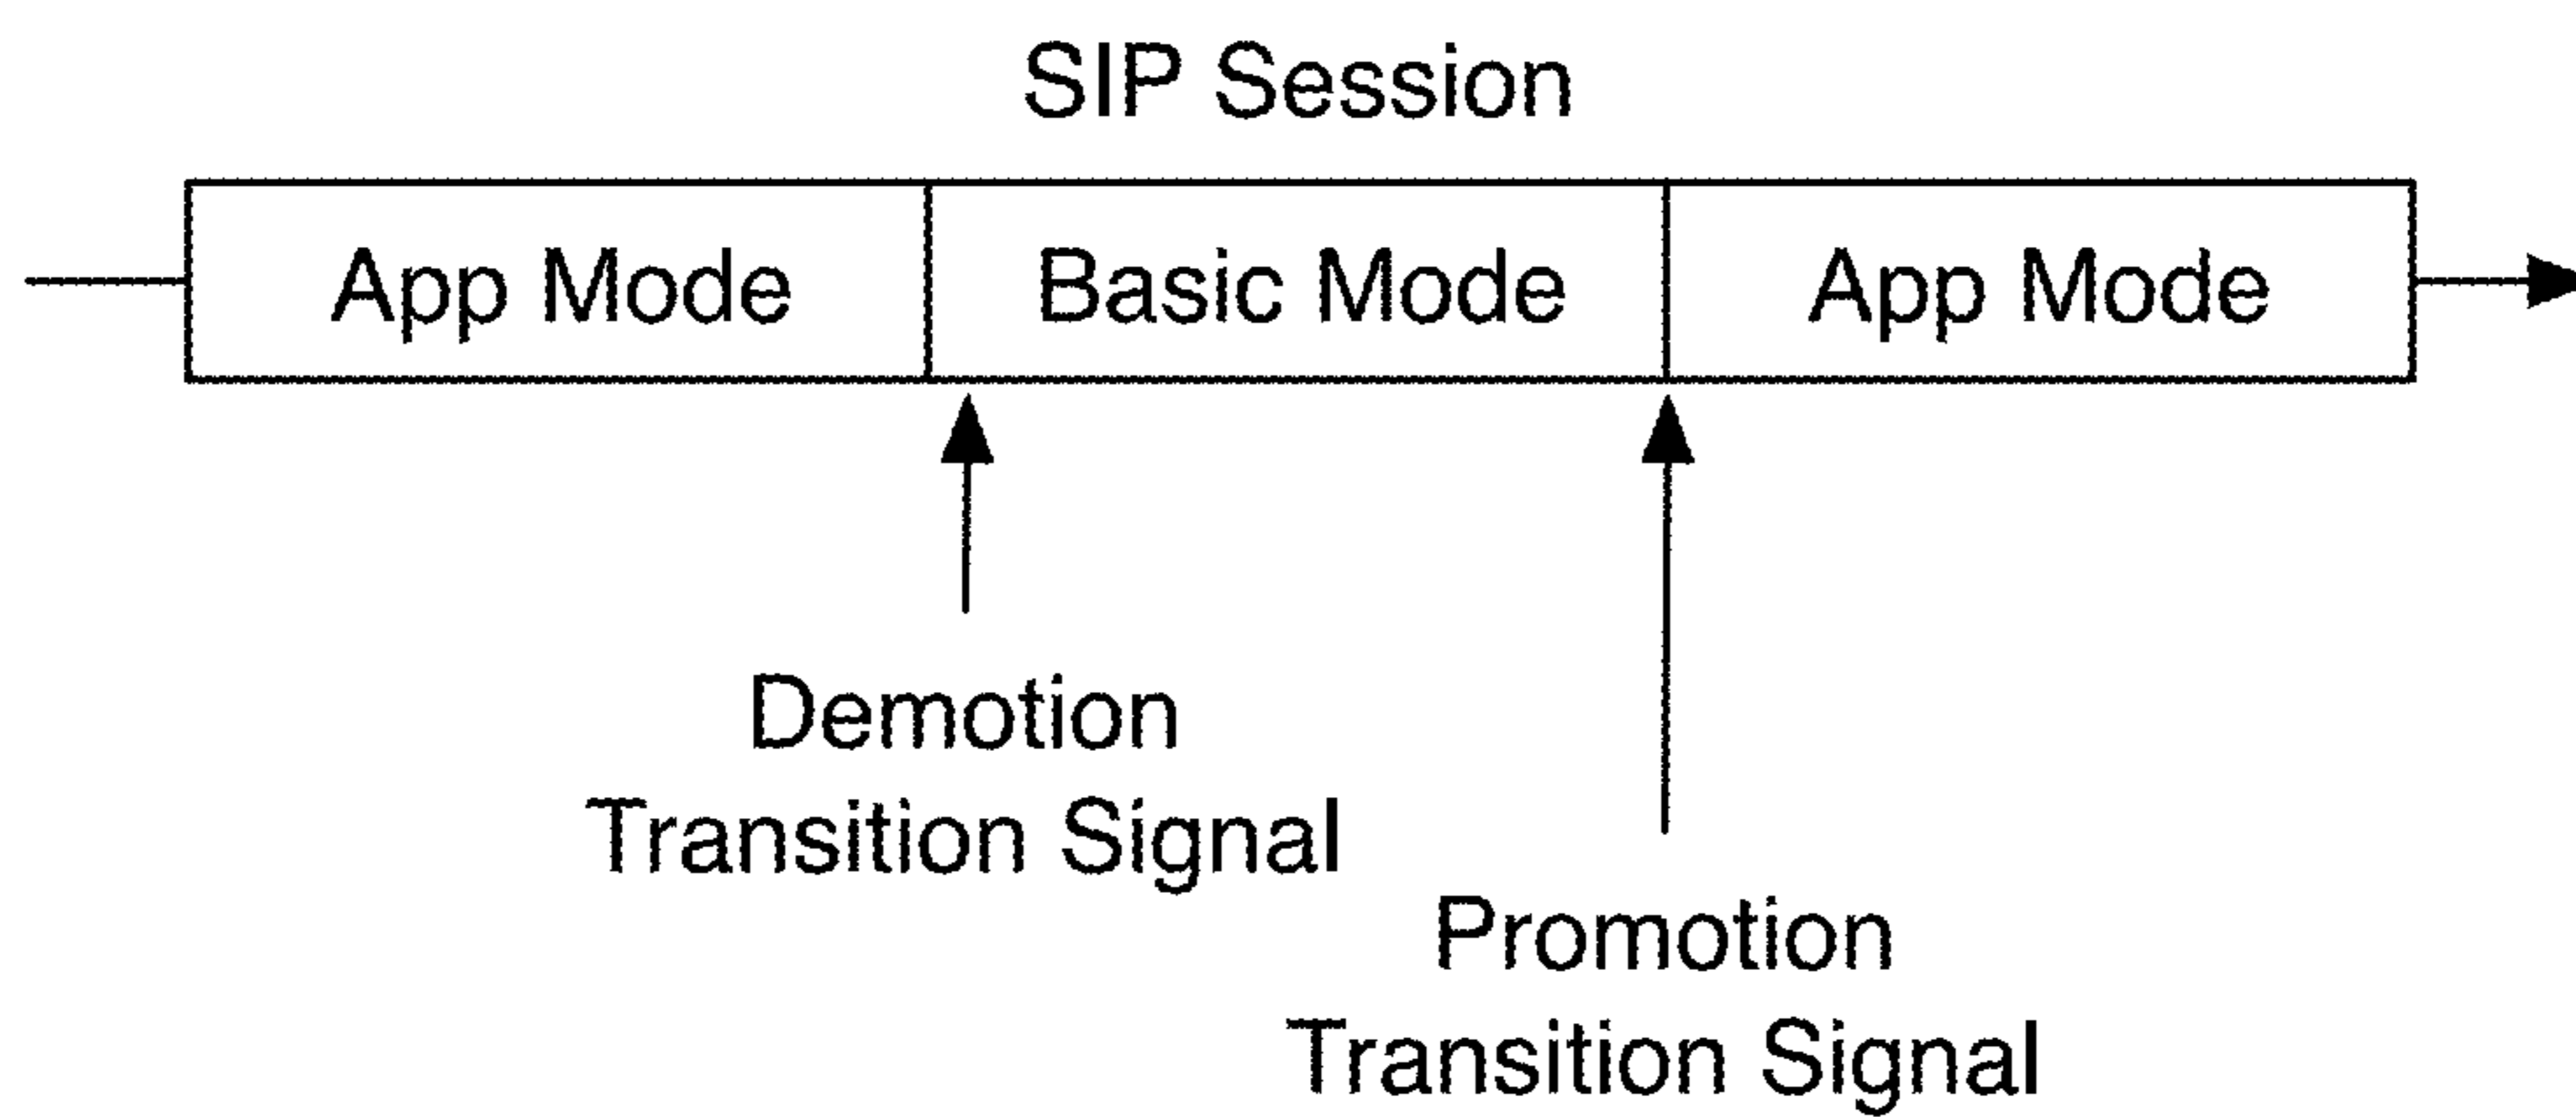 SIP Session
App Mode
Basic Mode
App Mode
Demotion
Transition Signal
Promotion
Transition Signal